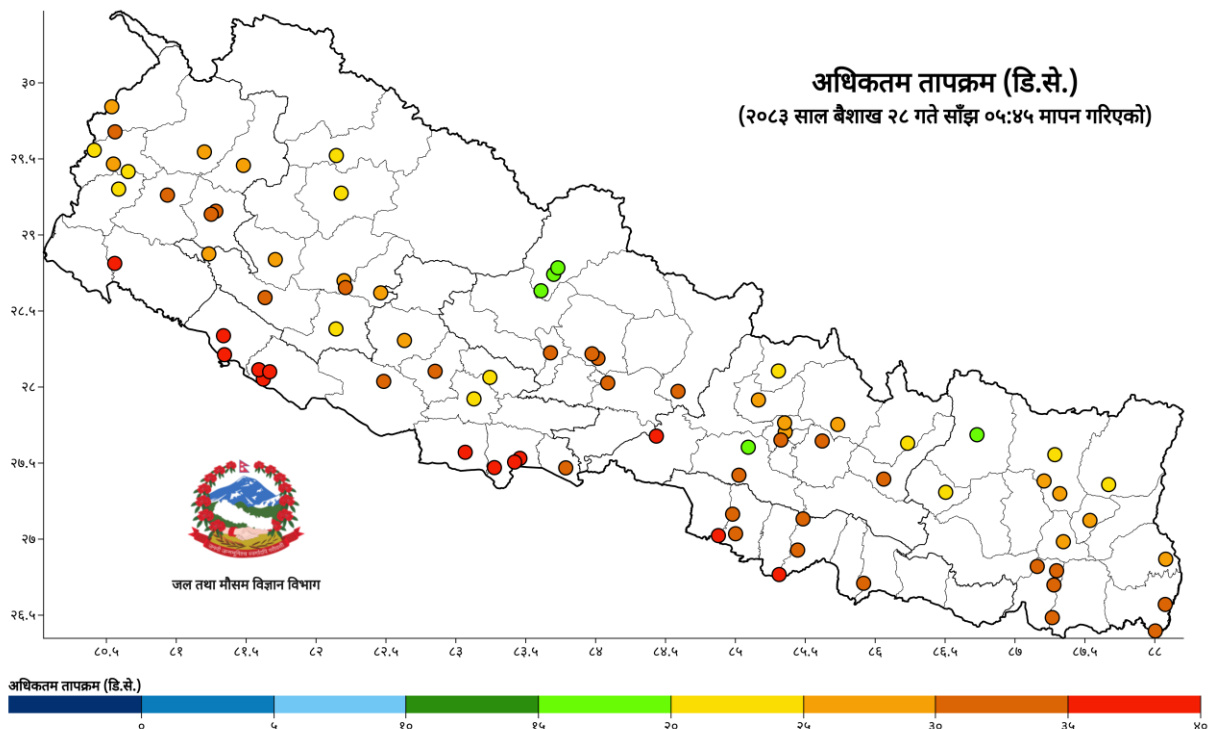 अधिकतम तापक्रम (डि.से.)
(२०८३ साल बैशाख २८ गते साँझ ०५:४५ मापन गरिएको)
३०
२९.५
२९
२८.५
२८
२७.५
२७
२६.५
जल तथा मौसम विज्ञान विभाग
८०.५ ८१ ८१.५ ८२ ८२.५ ८३ ८३.५ ८४ ८४.५ ८५ ८५.५ ८६ ८६.५ ८७ ८७.५ ८८
अधिकतम तापक्रम (डि.से.)
० ५ १० १५ २० २५ ३० ३५ ४०